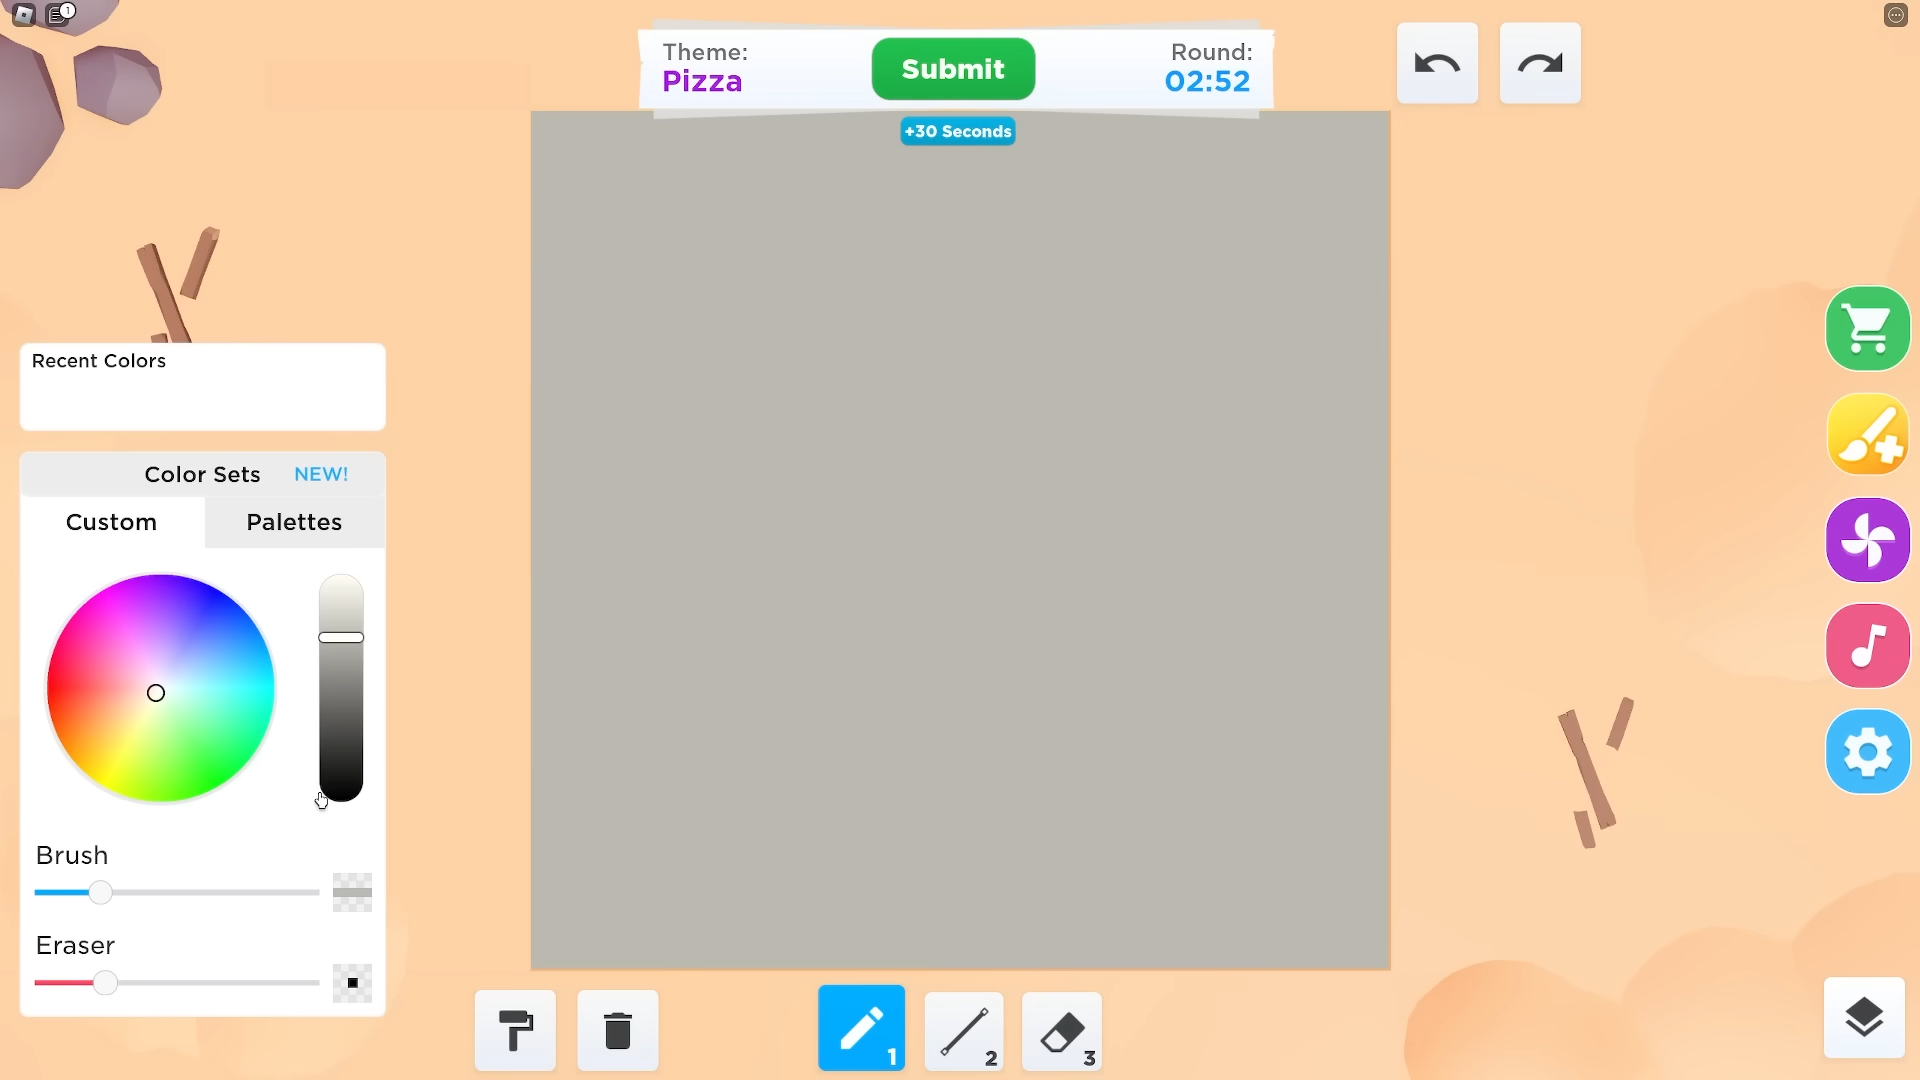 1
Theme:
Pizza
Submit
Round:
02:52
+30 Seconds
Recent Colors
Color Sets NEW!
Custom Palettes
Brush
Eraser
1
2
3